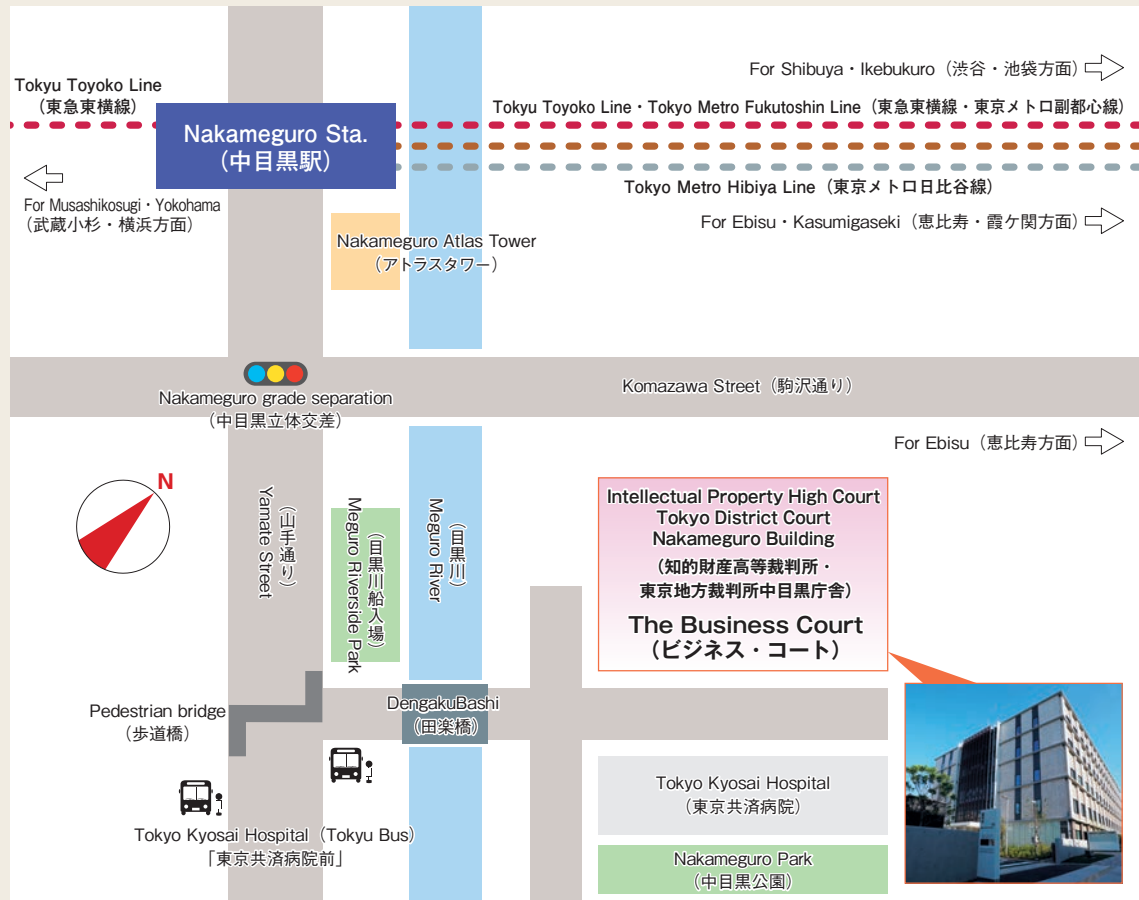 For Shibuya・Ikebukuro（渋谷・池袋方面）
Tokyu Toyoko Line
（東急東横線）
Tokyu Toyoko Line・Tokyo Metro Fukutoshin Line（東急東横線・東京メトロ副都心線）
Nakameguro Sta.
（中目黒駅）
Tokyo Metro Hibiya Line（東京メトロ日比谷線）
For Musashikosugi・Yokohama
（武蔵小杉・横浜方面）
For Ebisu・Kasumigaseki（恵比寿・霞ケ関方面）
Nakameguro Atlas Tower
（アトラスタワー）
Komazawa Street（駒沢通り）
Nakameguro grade separation
（中目黒立体交差）
For Ebisu（恵比寿方面）
N
Yamate Street
（山手通り）
Meguro Riverside Park
（目黒川船入場）
Meguro River
（目黒川）
Intellectual Property High Court
Tokyo District Court
Nakameguro Building
（知的財産高等裁判所・
東京地方裁判所中目黒庁舎）
The Business Court
（ビジネス・コート）
Pedestrian bridge
（歩道橋）
DengakuBashi
（田楽橋）
Tokyo Kyosai Hospital
（東京共済病院）
Tokyo Kyosai Hospital（Tokyu Bus）
「東京共済病院前」
Nakameguro Park
（中目黒公園）